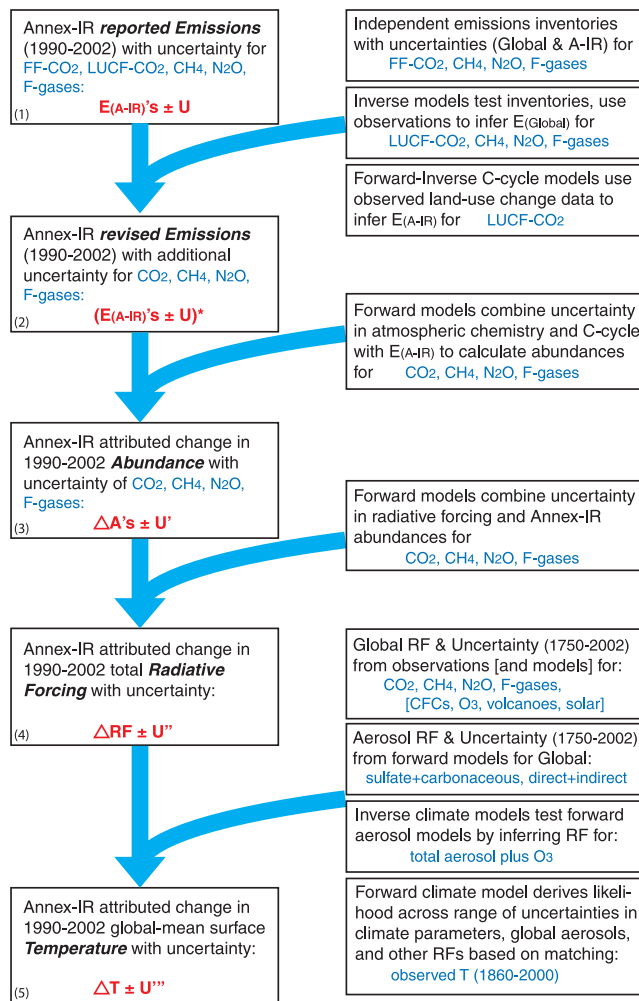 Annex-IR reported Emissions
(1990-2002) with uncertainty for
FF-CO2, LUCF-CO2, CH4, N2O,
F-gases:
E(A-IR)'s ± U
(1)
Independent emissions inventories
with uncertainties (Global & A-IR) for
FF-CO2, CH4, N2O, F-gases
Inverse models test inventories, use
observations to infer E(Global) for
LUCF-CO2, CH4, N2O, F-gases
Forward-Inverse C-cycle models use
observed land-use change data to
infer E(A-IR) for LUCF-CO2
Annex-IR revised Emissions
(1990-2002) with additional
uncertainty for CO2, CH4, N2O,
F-gases:
(E(A-IR)'s ± U)*
(2)
Forward models combine uncertainty
in atmospheric chemistry and C-cycle
with E(A-IR) to calculate abundances
for CO2, CH4, N2O, F-gases
Annex-IR attributed change in
1990-2002 Abundance with
uncertainty of CO2, CH4, N2O,
F-gases:
△A's ± U'
(3)
Forward models combine uncertainty
in radiative forcing and Annex-IR
abundances for
CO2, CH4, N2O, F-gases
Annex-IR attributed change in
1990-2002 total Radiative
Forcing with uncertainty:
△RF ± U"
(4)
Global RF & Uncertainty (1750-2002)
from observations [and models] for:
CO2, CH4, N2O, F-gases,
[CFCs, O3, volcanoes, solar]
Aerosol RF & Uncertainty (1750-2002)
from forward models for Global:
sulfate+carbonaceous, direct+indirect
Inverse climate models test forward
aerosol models by inferring RF for:
total aerosol plus O3
Annex-IR attributed change in
1990-2002 global-mean surface
Temperature with uncertainty:
△T ± U'"
(5)
Forward climate model derives likeli-
hood across range of uncertainties in
climate parameters, global aerosols,
and other RFs based on matching:
observed T (1860-2000)